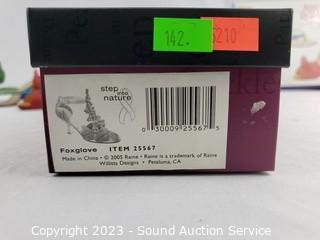 142.
$210
step
into
nature
0 30009 25567 5
Foxglove ITEM 25567
Made in China • © 2005 Raine • Raine is a trademark of Raine
Willitts Designs • Petaluma, CA
Copyright © 2023 - Sound Auction Service